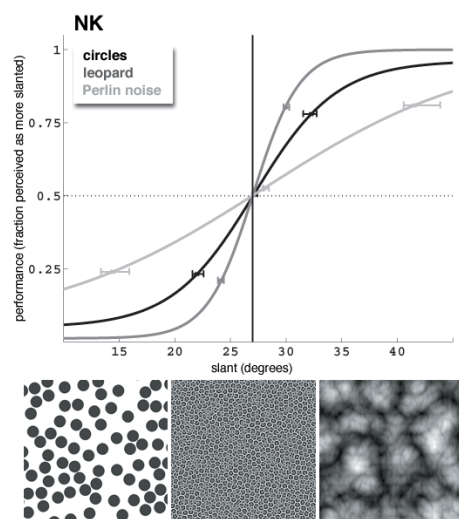 NK
1
circles
leopard
Perlin noise
0.75
0.5
0.25
performance (fraction perceived as more slanted)
15 20 25 30 35 40
slant (degrees)